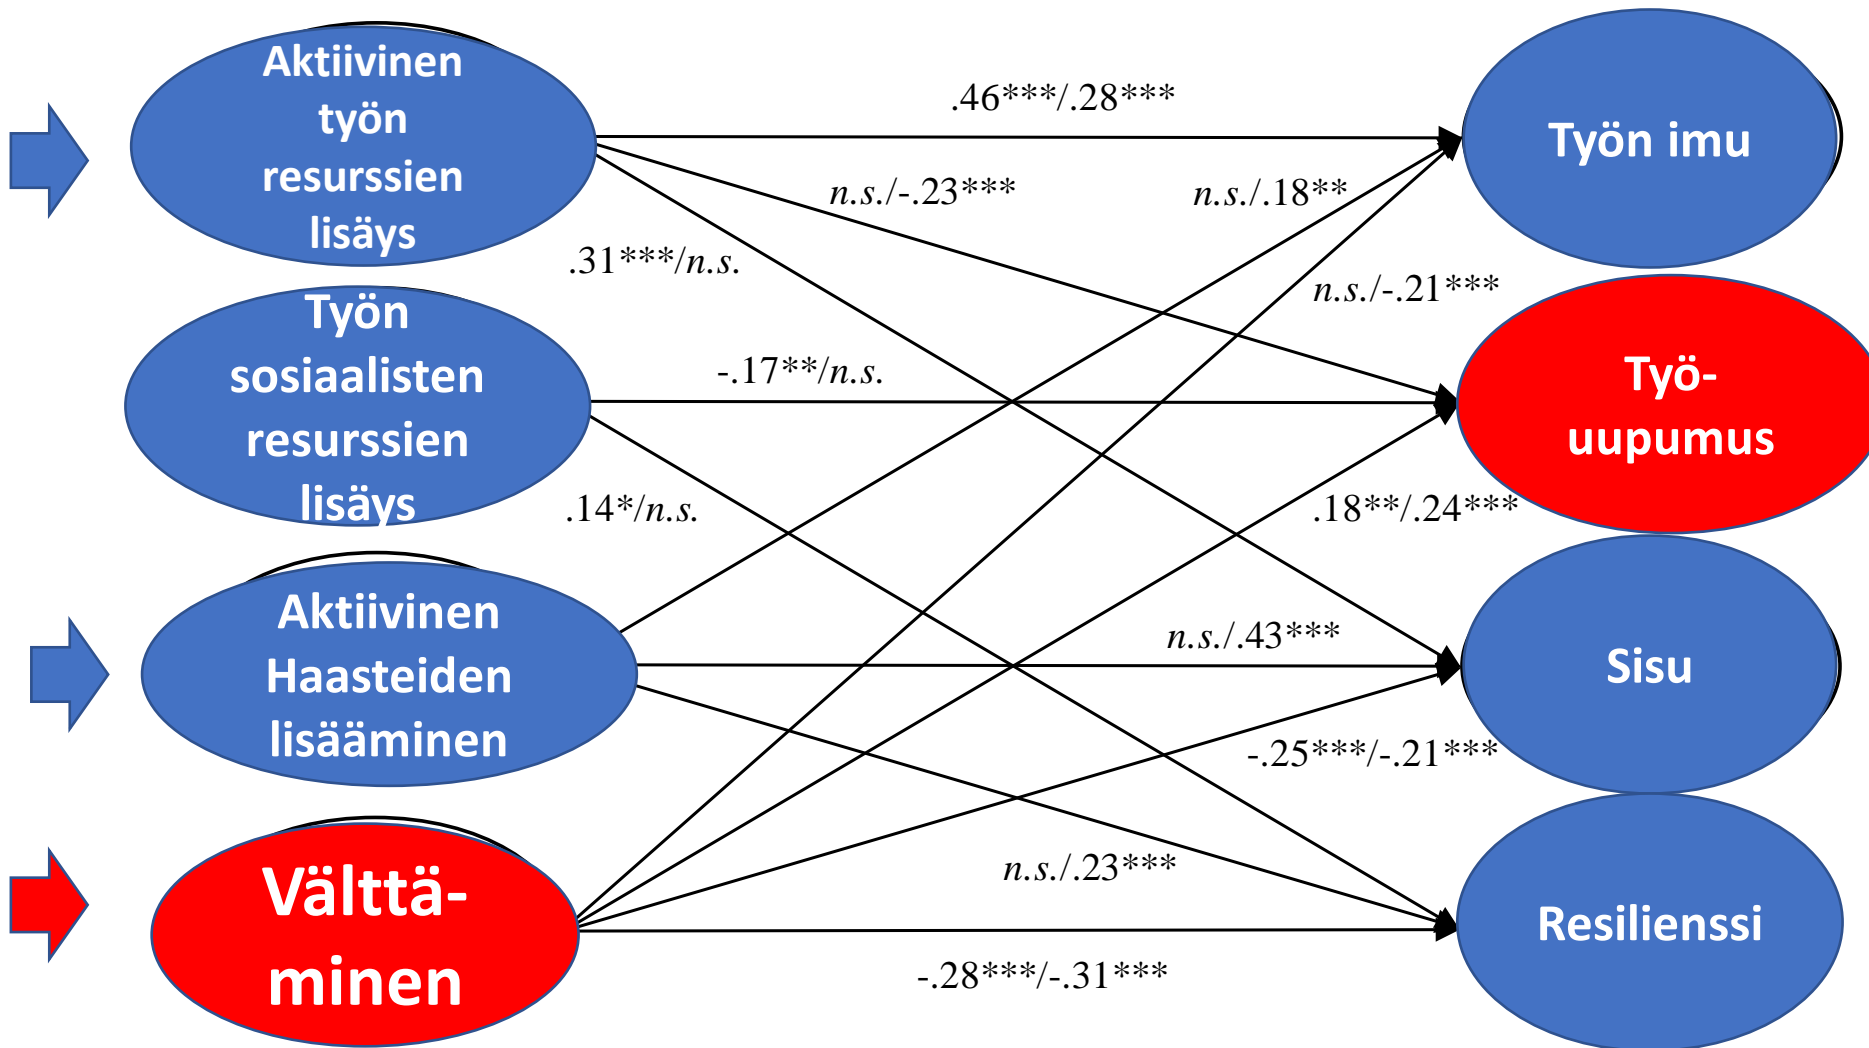 Aktiivinen
työn
resurssien
lisäys
Työn
sosiaalisten
resurssien
lisäys
Aktiivinen
Haasteiden
lisääminen
Välttä-
minen
.46***/.28***
n.s./-.23***
n.s./.18**
.31***/n.s.
n.s./-.21***
-.17**/n.s.
.14*/n.s.
.18**/.24***
n.s./.43***
-.25***/-.21***
n.s./.23***
-.28***/-.31***
Työn imu
Työ-
uupumus
Sisu
Resilienssi